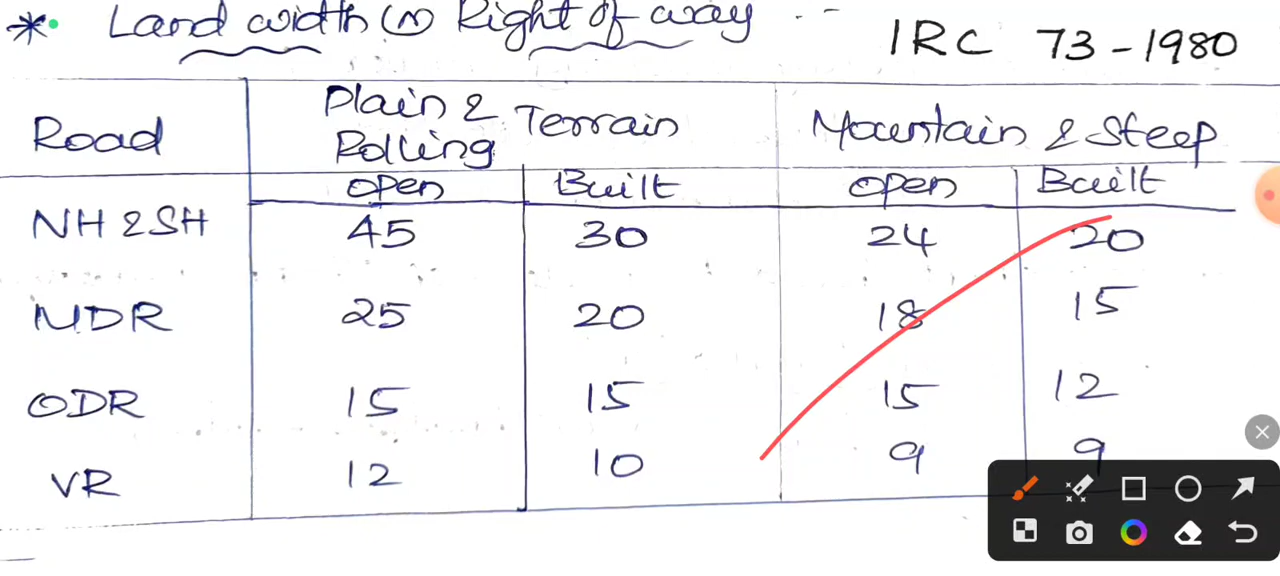 * Land width (or) Right of way - -
IRC 73 - 1980
Road Plain & Rolling Terrain Mountain & Steep
Open Built Open Built
NH & SH 45 30 24 20
MDR 25 20 18 15
ODR 15 15 15 12
VR 12 10 9 9